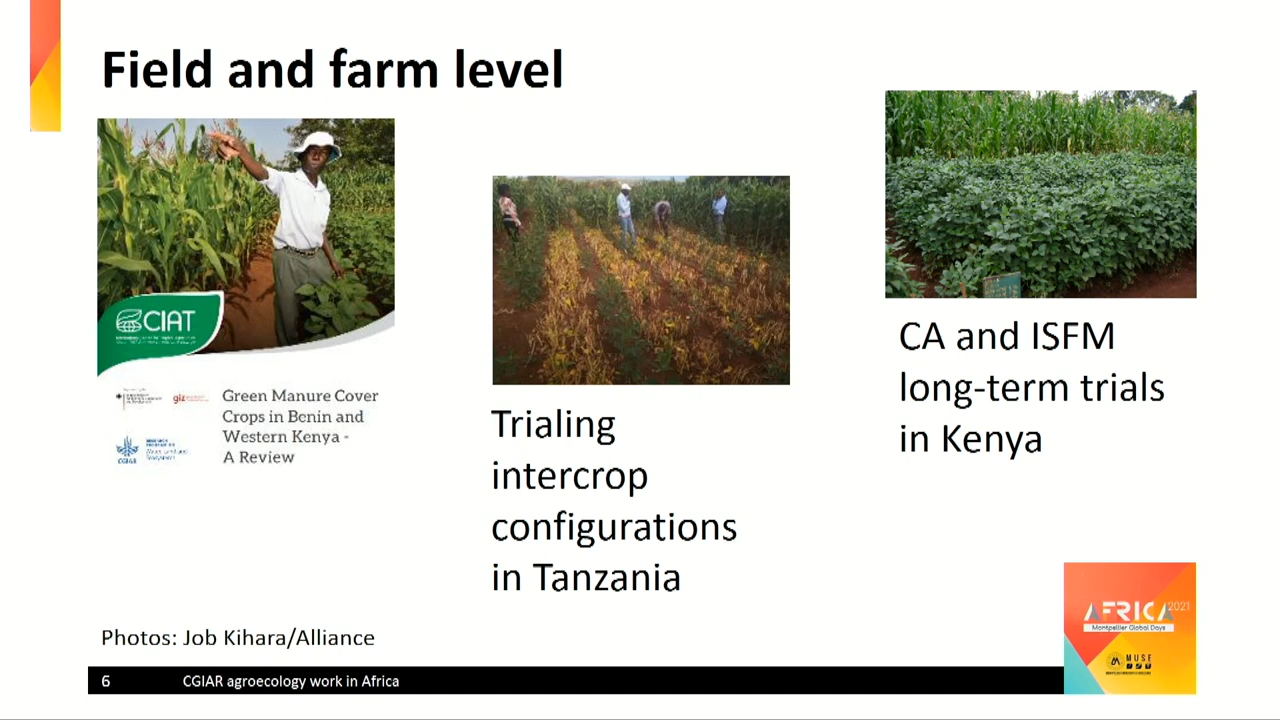 Field and farm level
CIAT
giz
CGIAR
Green Manure Cover
Crops in Benin and
Western Kenya -
A Review
Trialing
intercrop
configurations
in Tanzania
CA and ISFM
long-term trials
in Kenya
Photos: Job Kihara/Alliance
AFRICA 2021
Montpellier Global Days
MUSE
6
CGIAR agroecology work in Africa